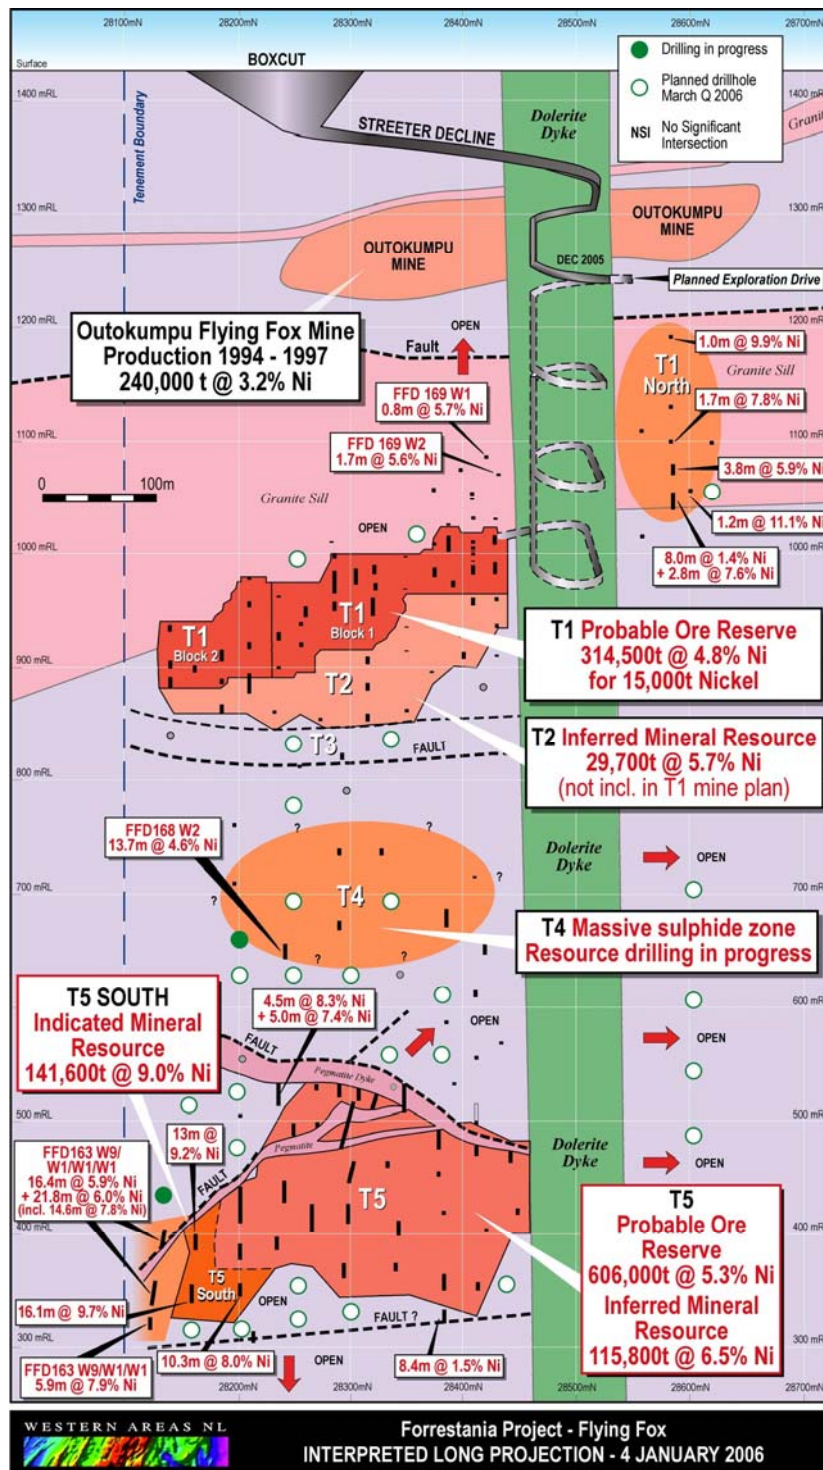 28100mN 28200mN 28300mN 28400mN 28500mN 28600mN 28700mN
Surface
BOXCUT
Drilling in progress
Planned drillhole
March Q 2006
NSI No Significant
Intersection
1400 mRL
STREETER DECLINE
Dolerite
Dyke
Tenement Boundary
1300 mRL
OUTOKUMPU
MINE
OUTOKUMPU
MINE
DEC 2005
Planned Exploration Drive
1200 mRL
Outokumpu Flying Fox Mine
Production 1994 - 1997
240,000 t @ 3.2% Ni
Fault
OPEN
1200 mRL
1.0m @ 9.9% Ni
T1
North
Granite Sill
FFD 169 W1
0.8m @ 5.7% Ni
1.7m @ 7.8% Ni
FFD 169 W2
1.7m @ 5.6% Ni
1100 mRL
1100 mRL
3.8m @ 5.9% Ni
0 100m
Granite Sill
OPEN
1.2m @ 11.1% Ni
1000 mRL
1000 mRL
8.0m @ 1.4% Ni
+ 2.8m @ 7.6% Ni
T1
Block 2
T1
Block 1
T1 Probable Ore Reserve
314,500t @ 4.8% Ni
for 15,000t Nickel
900 mRL
T2
T3
FAULT
T2 Inferred Mineral Resource
29,700t @ 5.7% Ni
(not incl. in T1 mine plan)
800 mRL
FFD168 W2
13.7m @ 4.6% Ni
? ?
Dolerite
Dyke
OPEN
?
700 mRL
T4
?
?
700 mRL
T4 Massive sulphide zone
Resource drilling in progress
? ?
T5 SOUTH
Indicated Mineral
Resource
141,600t @ 9.0% Ni
4.5m @ 8.3% Ni
+ 5.0m @ 7.4% Ni
OPEN
600 mRL
OPEN
FAULT
Pegmatite Dyke
500 mRL
500 mRL
13m @
9.2% Ni
Pegmatite
Dolerite
Dyke
OPEN
FFD163 W9/
W1/W1/W1
16.4m @ 5.9% Ni
+ 21.8m @ 6.0% Ni
(incl. 14.6m @ 7.8% Ni)
FAULT
T5
400 mRL
T5
Probable Ore
Reserve
606,000t @ 5.3% Ni
Inferred Mineral
Resource
115,800t @ 6.5% Ni
T5
South
OPEN
16.1m @ 9.7% Ni
FAULT ?
300 mRL
300 mRL
FFD163 W9/W1/W1
5.9m @ 7.9% Ni
10.3m @ 8.0% Ni
OPEN
8.4m @ 1.5% Ni
28200mN 28300mN 28400mN 28500mN 28600mN 28700mN
WESTERN AREAS NL
Forrestania Project - Flying Fox
INTERPRETED LONG PROJECTION - 4 JANUARY 2006